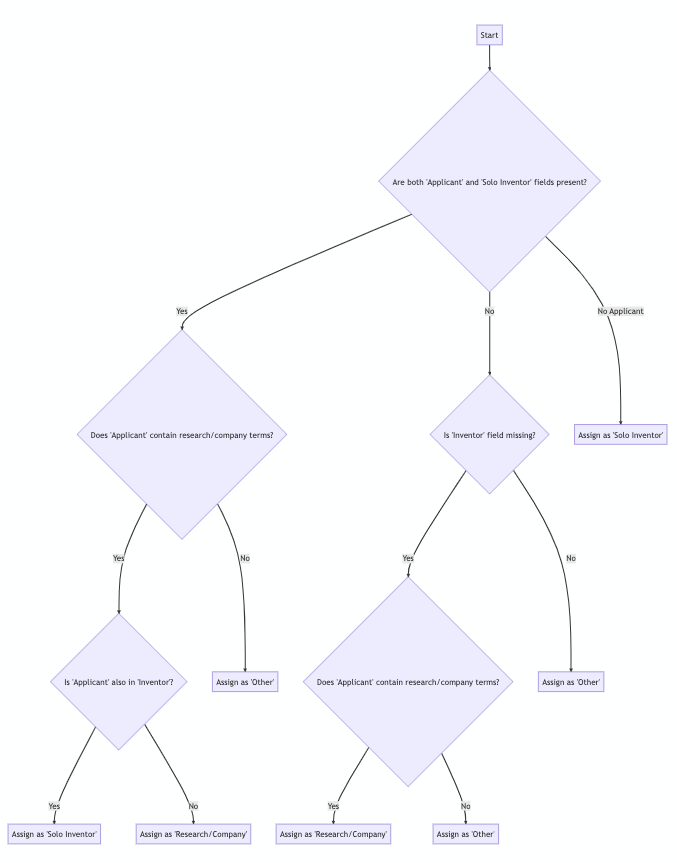 Start
Are both 'Applicant' and 'Solo Inventor' fields present?
Yes
No
No Applicant
Does 'Applicant' contain research/company terms?
Is 'Inventor' field missing?
Assign as 'Solo Inventor'
Yes
No
Yes
No
Is 'Applicant' also in 'Inventor'?
Assign as 'Other'
Does 'Applicant' contain research/company terms?
Assign as 'Other'
Yes
No
Yes
No
Assign as 'Solo Inventor'
Assign as 'Research/Company'
Assign as 'Research/Company'
Assign as 'Other'